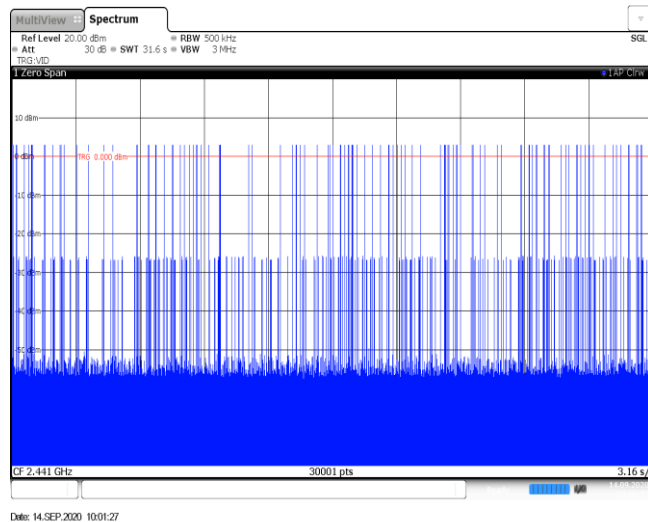 MultiView Spectrum
Ref Level 20.00 dBm RBW 500 kHz SGL
Att 30 dB SWT 31.6 s VBW 3 MHz
TRG:VID
1 Zero Span 1AP Clrw
10 dBm
0 dBm
TRG 0.000 dBm
-10 dBm
-20 dBm
-30 dBm
-40 dBm
-50 dBm
CF 2.441 GHz 30001 pts 3.16 s/
14.09.2020
Date: 14.SEP.2020 10:01:27